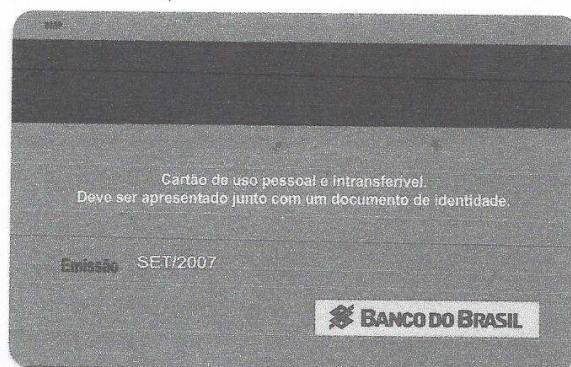 Cartão de uso pessoal e intransferível.
Deve ser apresentado junto com um documento de identidade.
Emissão SET/2007
BANCO DO BRASIL